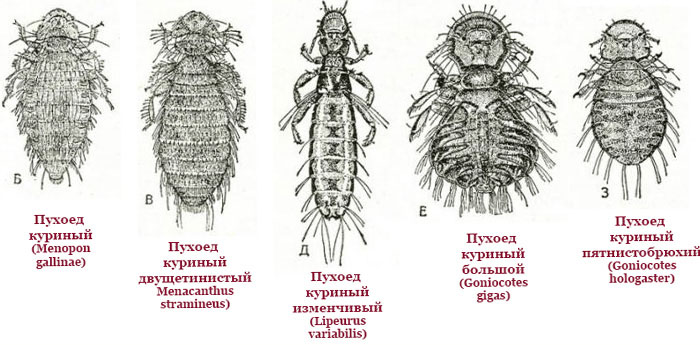 Б
Пухоед
куриный
(Menopon
gallinae)
В
Пухоед
куриный
двущетинистый
Menacanthus
stramineus)
Д
Пухоед
куриный
изменчивый
(Lipeurus
variabilis)
Е
Пухоед
куриный
большой
(Goniocotes
gigas)
З
Пухоед
куриный
пятнистобрюхий
(Goniocotes
hologaster)